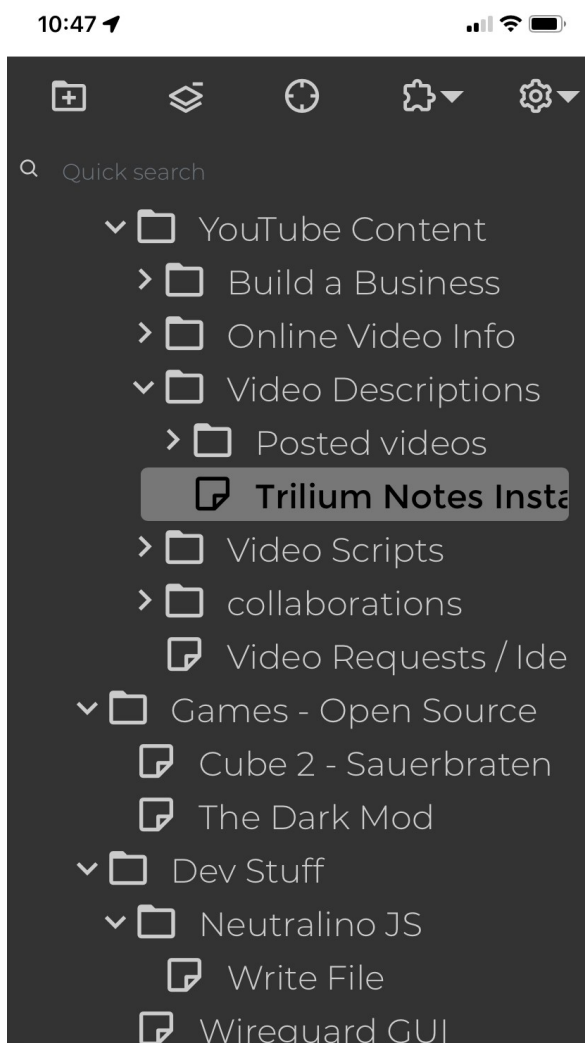 10:47
Quick search
YouTube Content
Build a Business
Online Video Info
Video Descriptions
Posted videos
Trilium Notes Insta
Video Scripts
collaborations
Video Requests / Ide
Games - Open Source
Cube 2 - Sauerbraten
The Dark Mod
Dev Stuff
Neutralino JS
Write File
Wireguard GUI